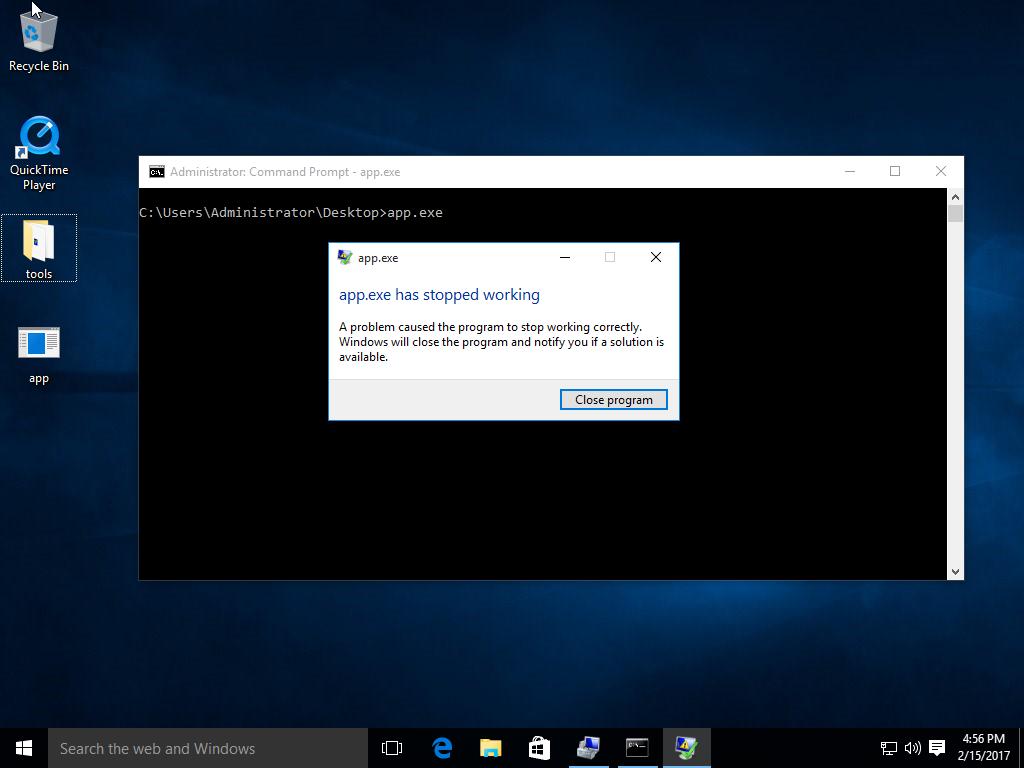 Recycle Bin
QuickTime
Player
tools
app
Administrator: Command Prompt - app.exe
C:\Users\Administrator\Desktop>app.exe
app.exe
app.exe has stopped working
A problem caused the program to stop working correctly.
Windows will close the program and notify you if a solution is
available.
Close program
Search the web and Windows
4:56 PM
2/15/2017